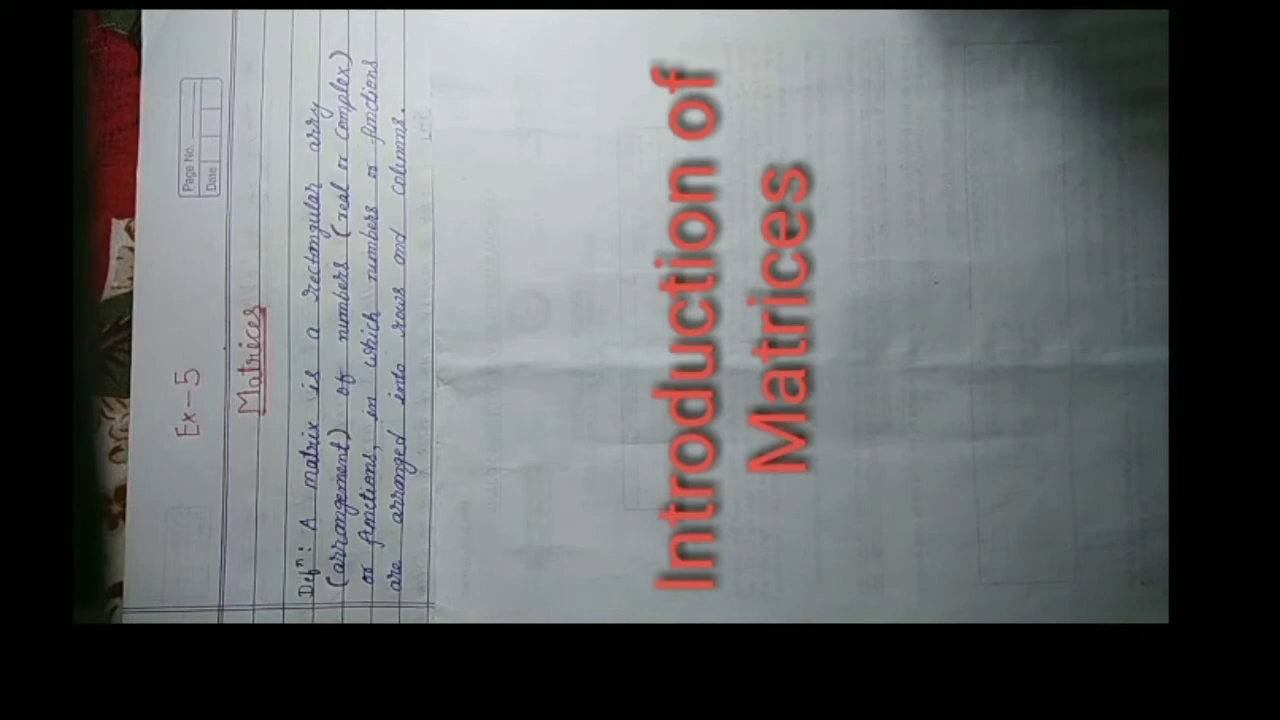 Page No.
Date
Ex-5
Matrices
Defⁿ: A matrix is a rectangular arry
(arrangement) of numbers (real or complex)
or functions, in which numbers or functions
are arranged into rows and columns.
Introduction of
Matrices